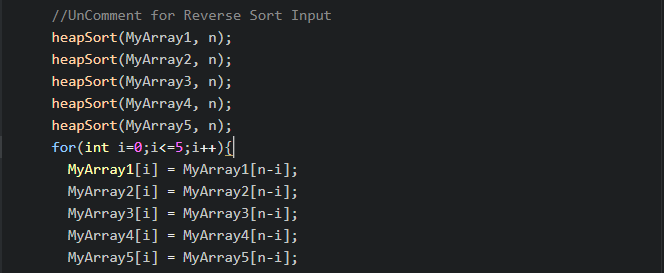 //UnComment for Reverse Sort Input
heapSort(MyArray1, n);
heapSort(MyArray2, n);
heapSort(MyArray3, n);
heapSort(MyArray4, n);
heapSort(MyArray5, n);
for(int i=0;i<=5;i++){
MyArray1[i] = MyArray1[n-i];
MyArray2[i] = MyArray2[n-i];
MyArray3[i] = MyArray3[n-i];
MyArray4[i] = MyArray4[n-i];
MyArray5[i] = MyArray5[n-i];